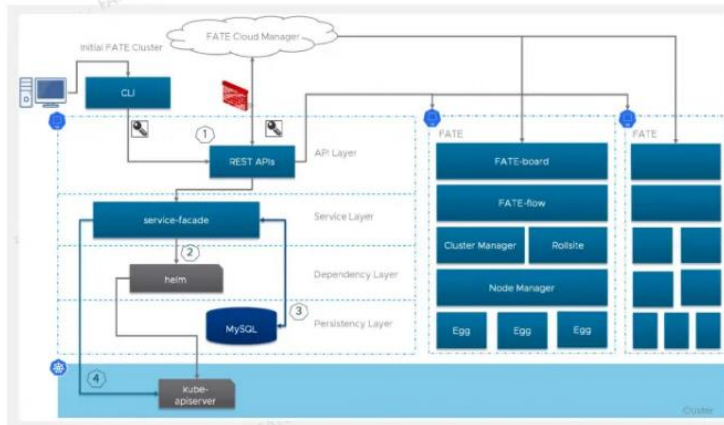 FATE Cloud Manager
Initial FATE Cluster
CLI
1
REST APIs
API Layer
service-facade
Service Layer
2
helm
Dependency Layer
3
MySQL
Persistency Layer
4
kube-
apiserver
FATE
FATE-board
FATE-flow
Cluster Manager
Rollsite
Node Manager
Egg
Egg
Egg
FATE
Cluster